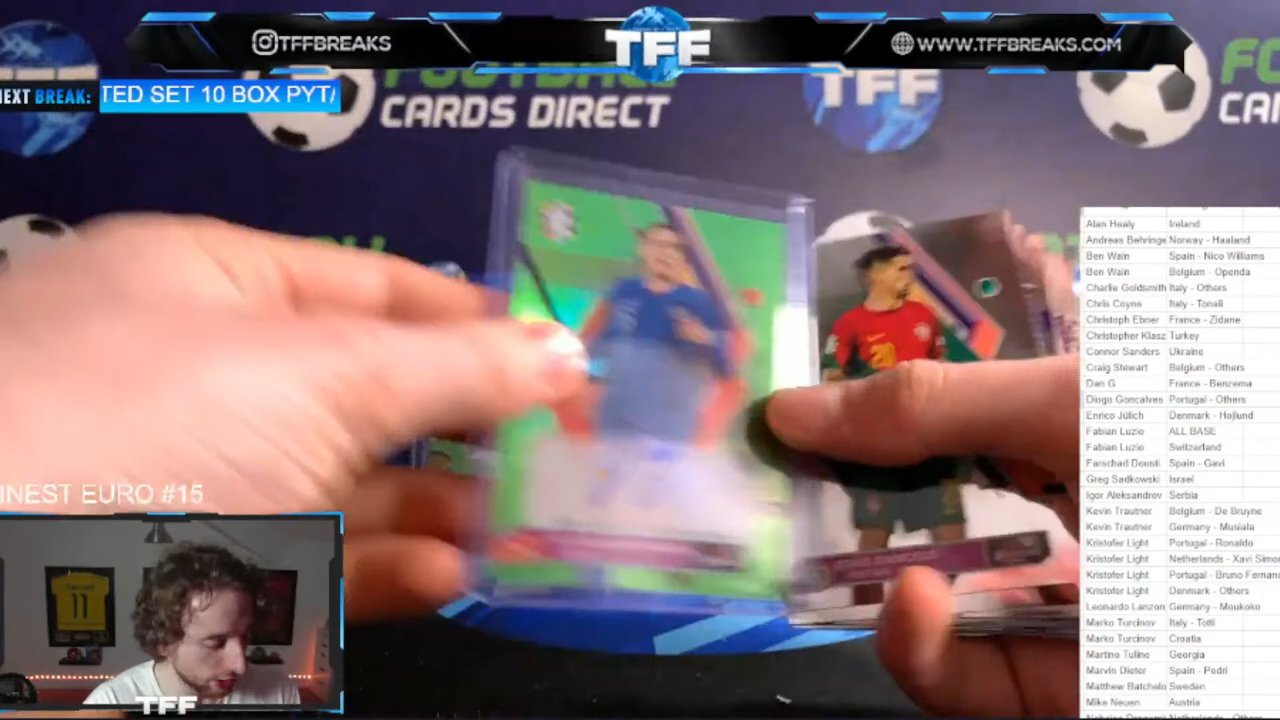 TFFBREAKS
TFF
WWW.TFFBREAKS.COM
NEXT BREAK:
TED SET 10 BOX PYT/
FOOTBALL
CARDS DIRECT
TFF
FO
CAR
INEST EURO #15
11
20
TFF
Alan Healy Ireland
Andreas Behringe Norway - Haaland
Ben Wain Spain - Nico Williams
Ben Wain Belgium - Openda
Charlie Goldsmith Italy - Others
Chris Coyne Italy - Tonali
Christoph Ebner France - Zidane
Christopher Klasz Turkey
Connor Sanders Ukraine
Craig Stewart Belgium - Others
Dan G France - Benzema
Diogo Goncalves Portugal - Others
Enrico Jülich Denmark - Hojlund
Fabian Luzio ALL BASE
Fabian Luzio Switzerland
Farschad Dousti Spain - Gavi
Greg Sadkowski Israel
Igor Aleksandrov Serbia
Kevin Trautner Belgium - De Bruyne
Kevin Trautner Germany - Musiala
Kristofer Light Portugal - Ronaldo
Kristofer Light Netherlands - Xavi Simo
Kristofer Light Portugal - Bruno Fernan
Kristofer Light Denmark - Others
Leonardo Lanzon Germany - Moukoko
Marko Turcinov Italy - Totti
Marko Turcinov Croatia
Martino Tulino Georgia
Marvin Dieter Spain - Pedri
Matthew Batchelo Sweden
Mike Neuen Austria